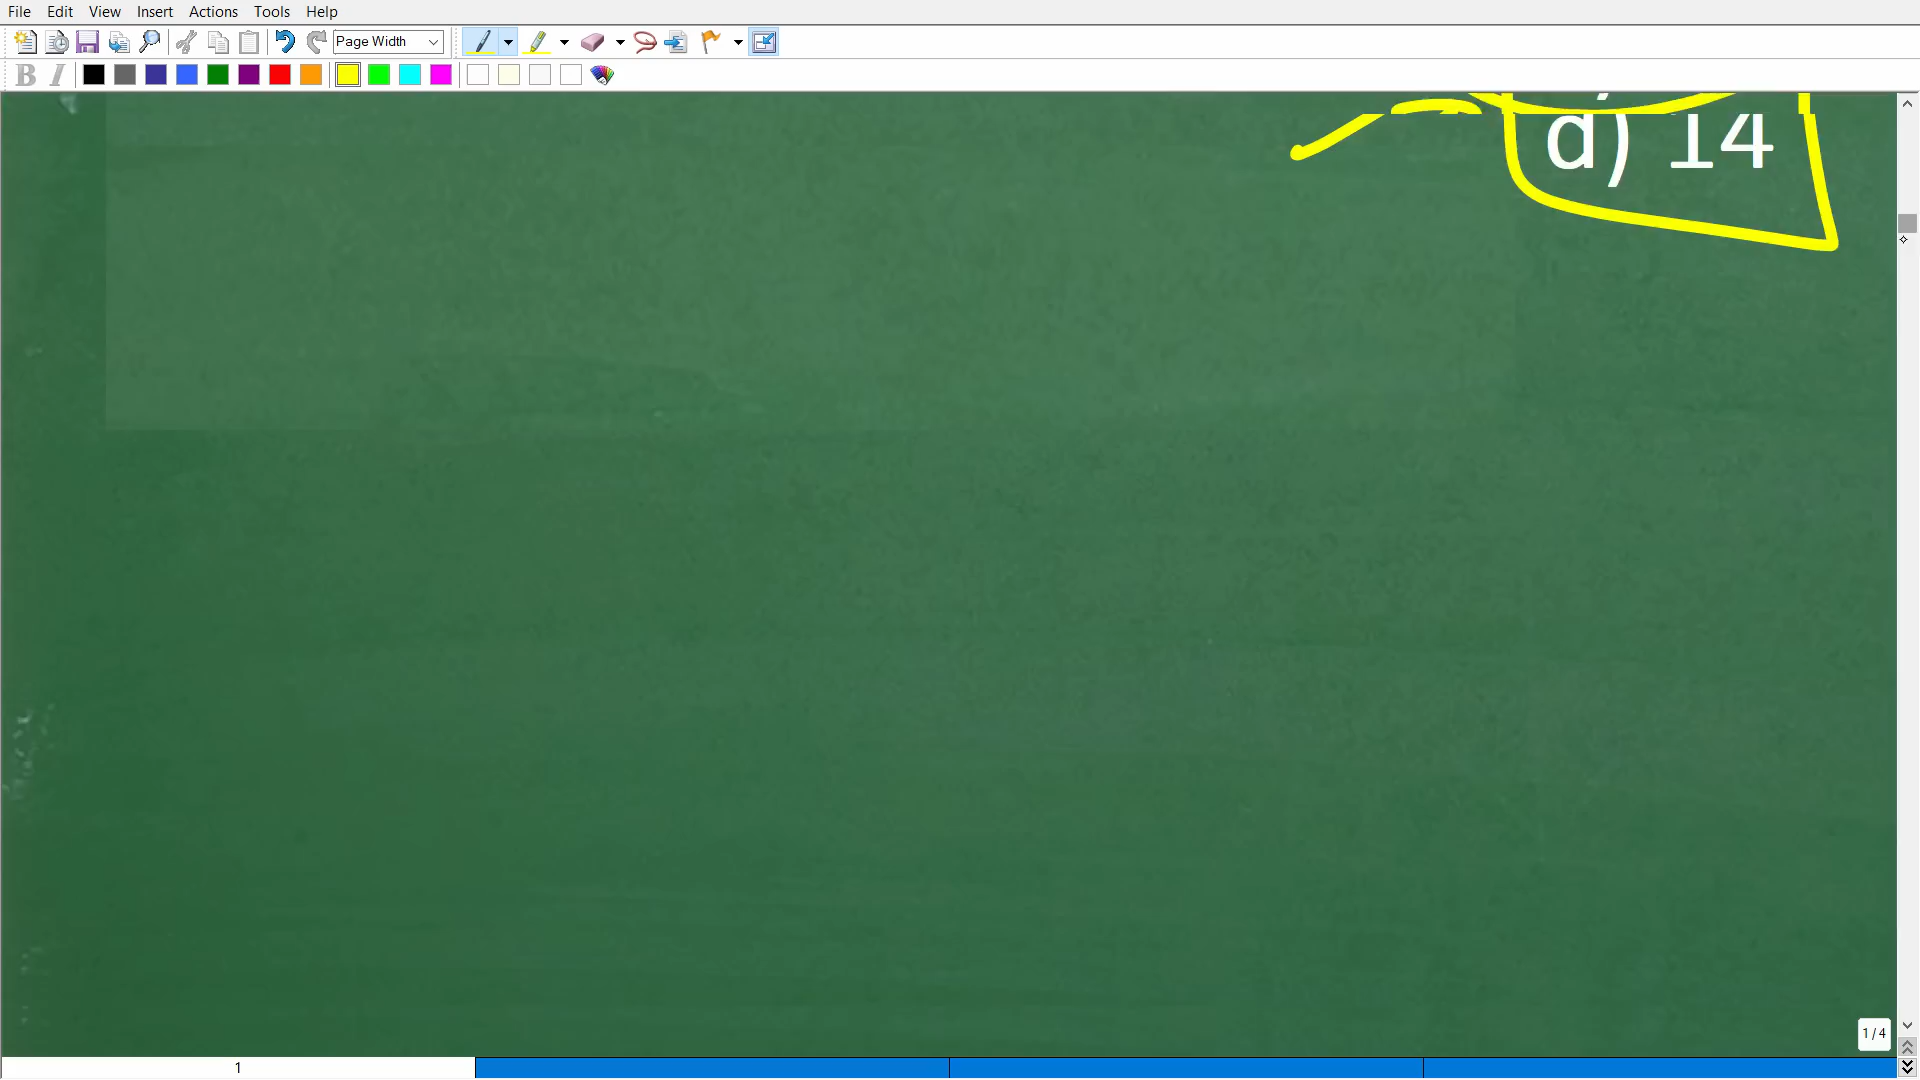 File Edit View Insert Actions Tools Help
Page Width
B I
d) 14
1 / 4
1